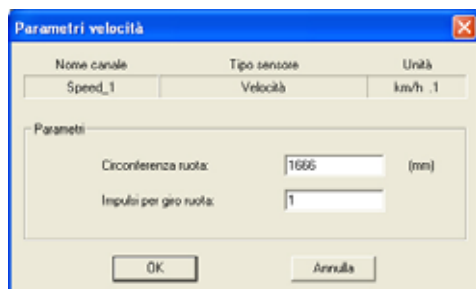 Parametri velocità
Nome canale Tipo sensore Unità
Speed_1 Velocità km/h .1
Parametri
Circonferenza ruota: 1666 (mm)
Impulsi per giro ruota: 1
OK Annulla